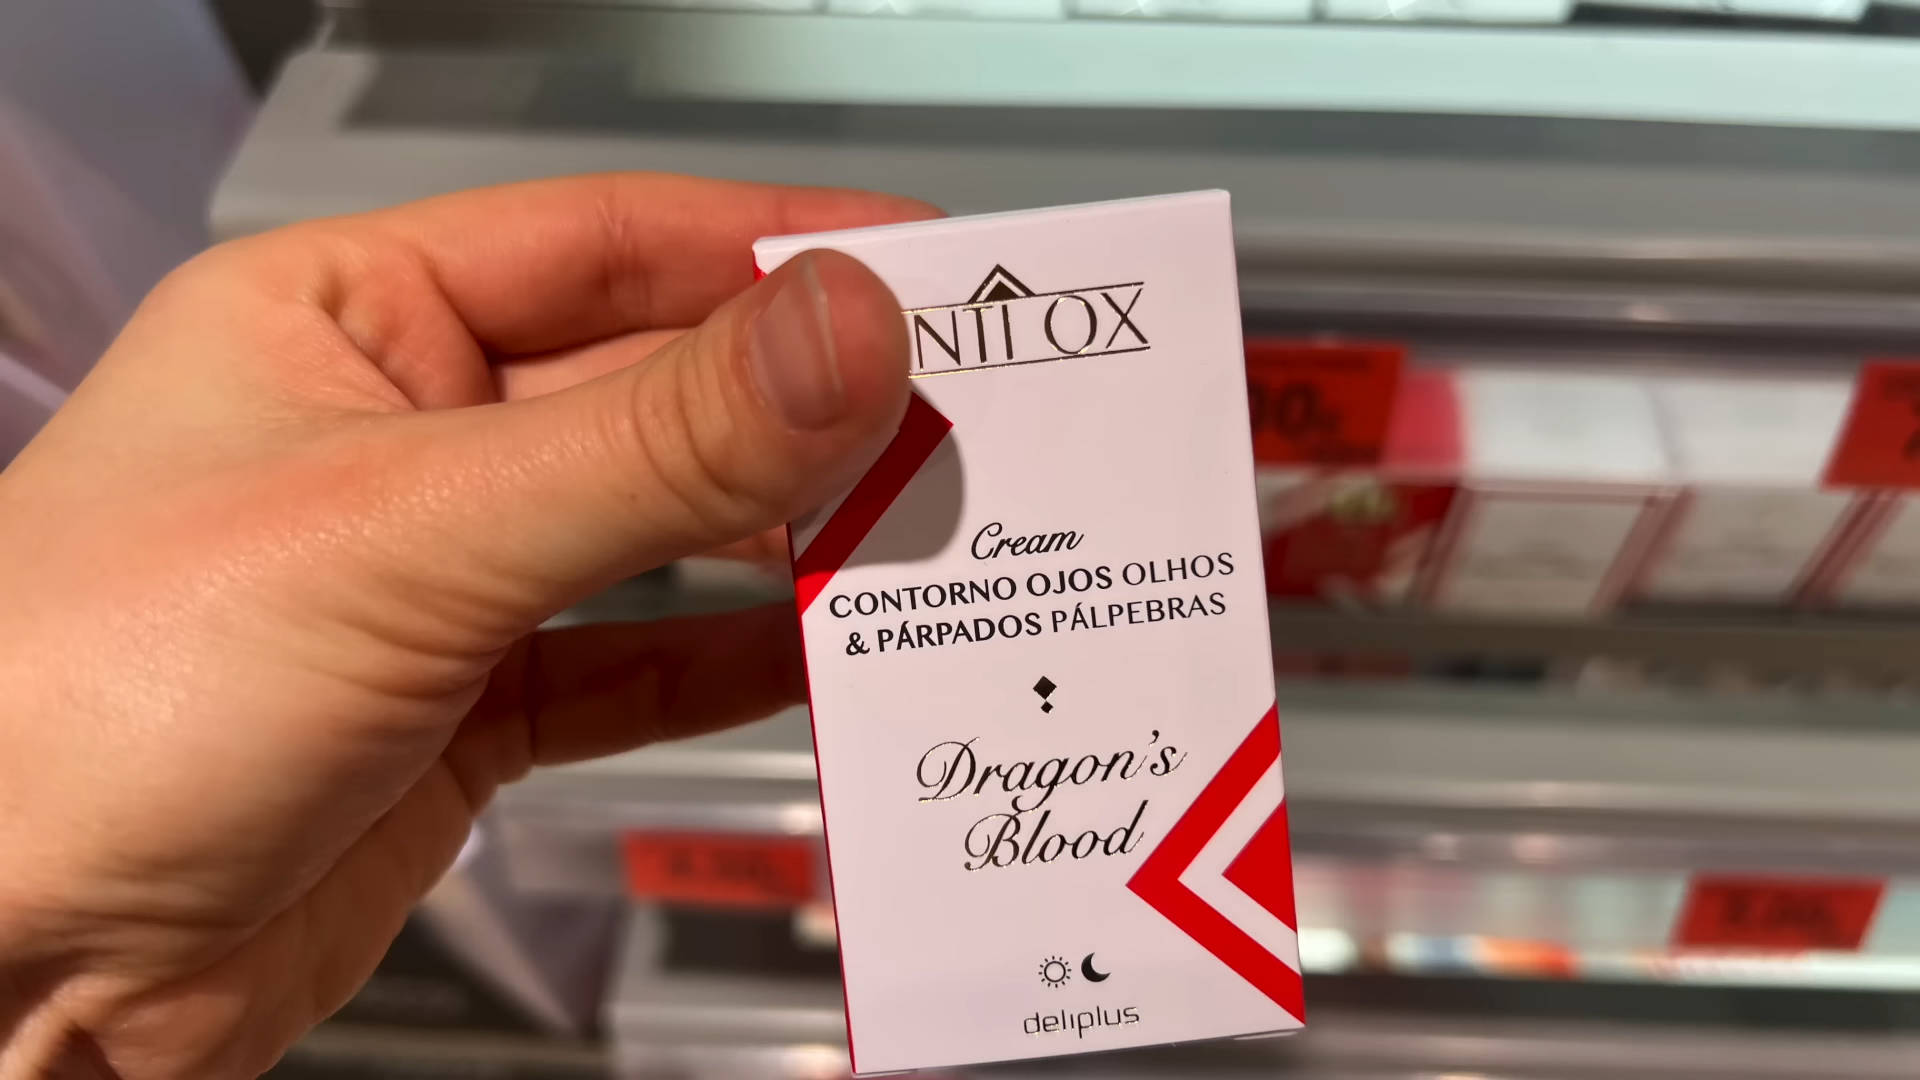 NTI OX
Cream
CONTORNO OJOS OLHOS
& PÁRPADOS PÁLPEBRAS
Dragon's
Blood
deliplus